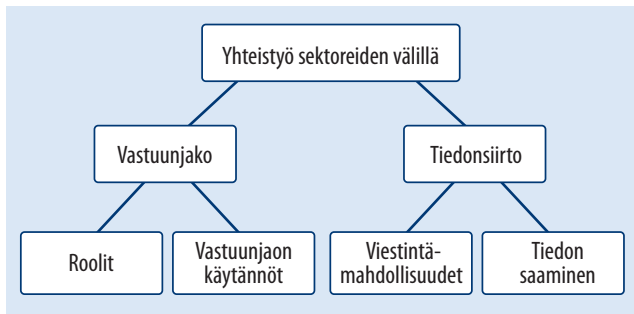 Yhteistyö sektoreiden välillä
Vastuunjako
Tiedonsiirto
Roolit
Vastuunjaon
käytännöt
Viestintä-
mahdollisuudet
Tiedon
saaminen